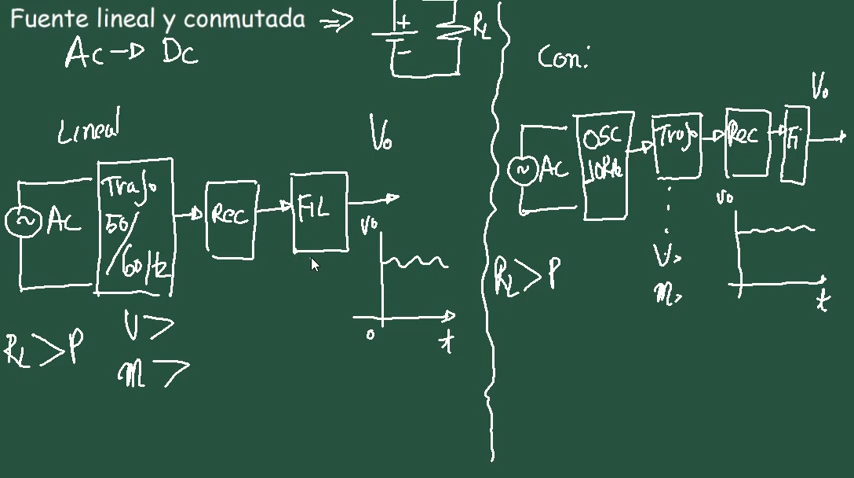 Fuente lineal y conmutada =>
AC → DC
+
−
RL
Lineal
~ AC
Trafo
50/
60Hz
REC
FIL
Vo
Vo
0
t
RL > P
V >
m >
Con:
~ AC
OSC
10kHz
Trafo
REC
Fi
Vo
Vo
t
RL > P
V >
m >